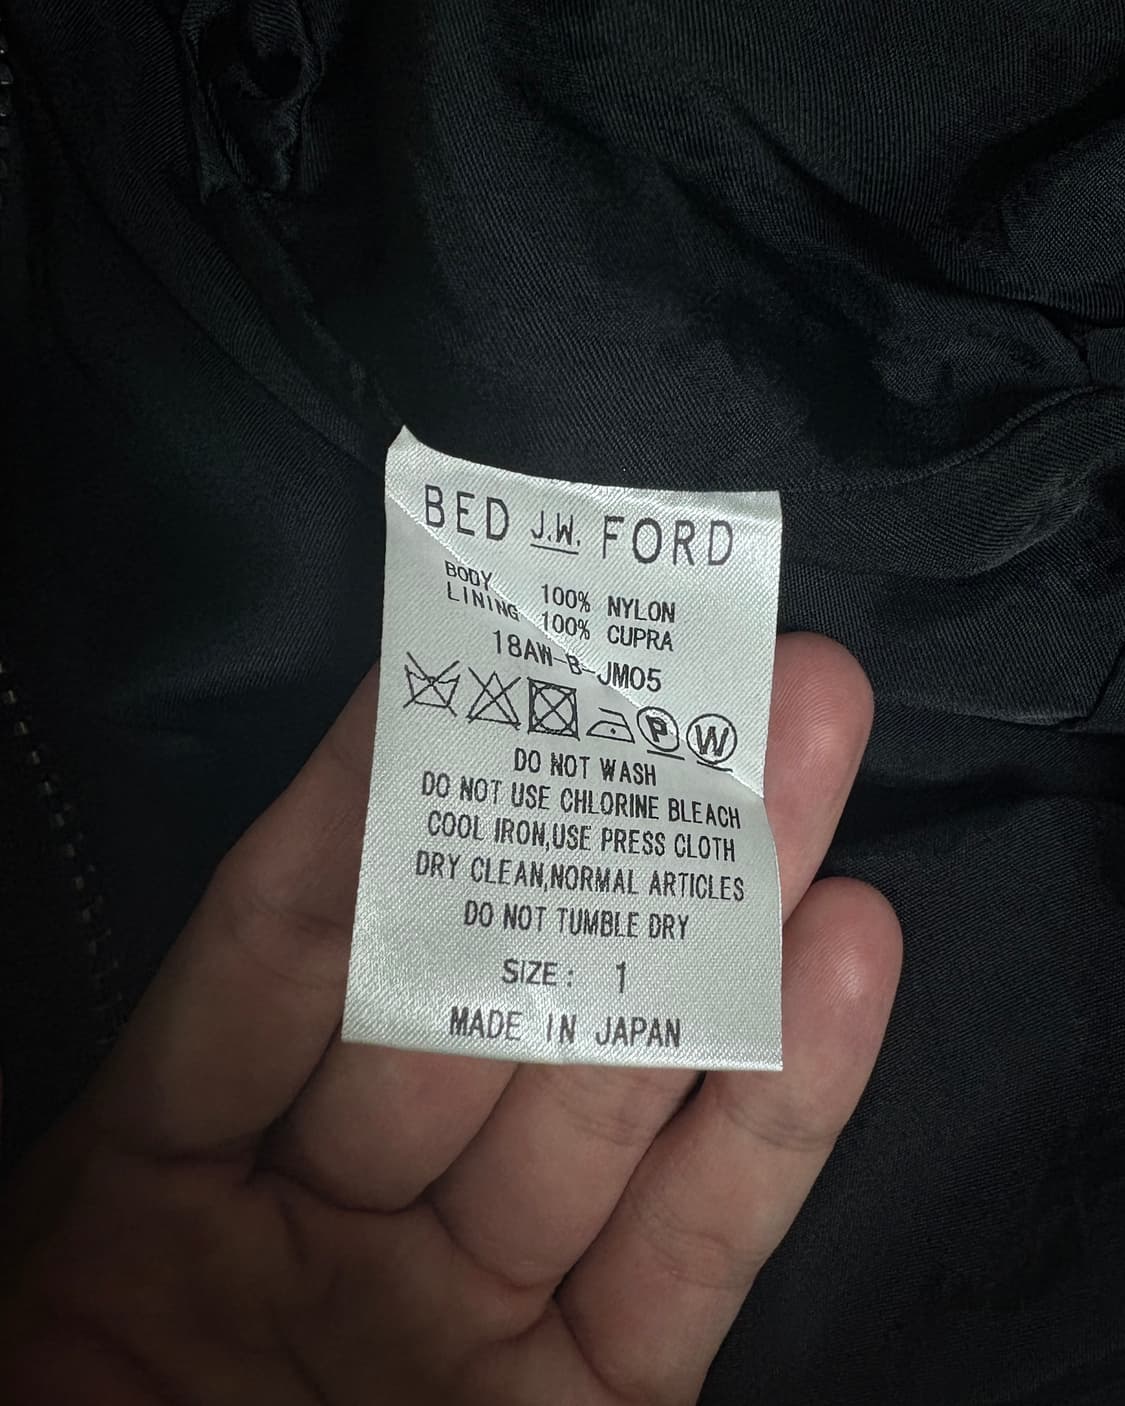 BED J.W. FORD
BODY 100% NYLON
LINING 100% CUPRA
18AW-B-JM05
P W
DO NOT WASH
DO NOT USE CHLORINE BLEACH
COOL IRON,USE PRESS CLOTH
DRY CLEAN,NORMAL ARTICLES
DO NOT TUMBLE DRY
SIZE: 1
MADE IN JAPAN